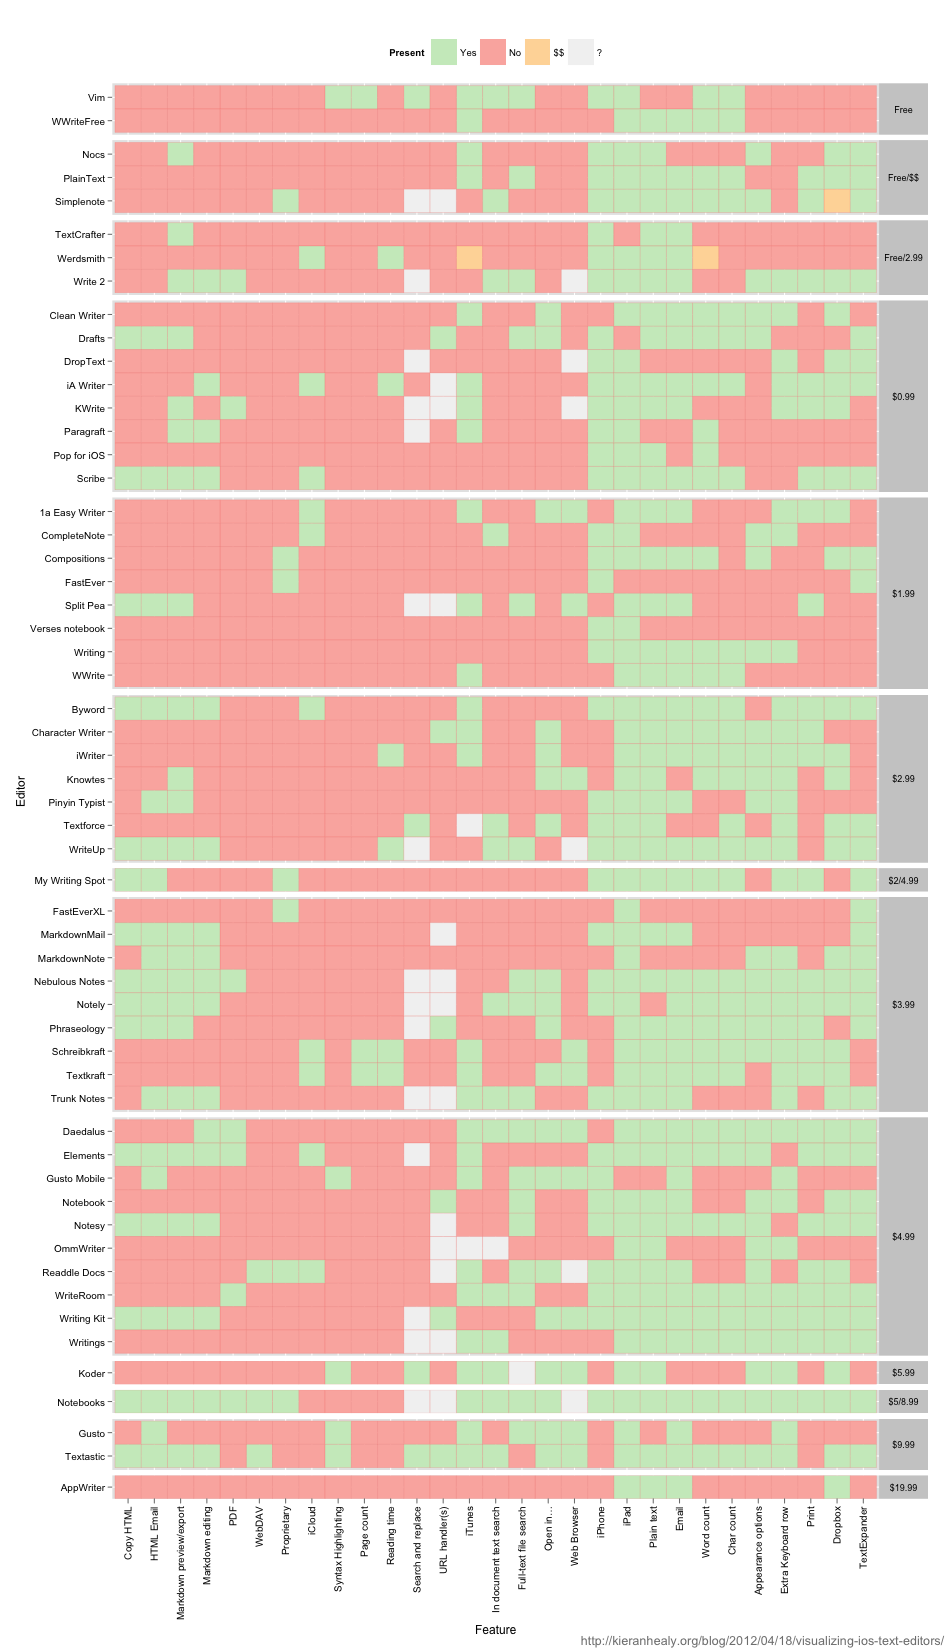 Present Yes No $$ ?
Vim
WWriteFree
Free
Nocs
PlainText
Simplenote
Free/$$
TextCrafter
Werdsmith
Write 2
Free/2.99
Clean Writer
Drafts
DropText
iA Writer
KWrite
Paragraft
Pop for iOS
Scribe
$0.99
1a Easy Writer
CompleteNote
Compositions
FastEver
Split Pea
Verses notebook
Writing
WWrite
$1.99
Byword
Character Writer
iWriter
Knowtes
Pinyin Typist
Textforce
WriteUp
$2.99
My Writing Spot
$2/4.99
FastEverXL
MarkdownMail
MarkdownNote
Nebulous Notes
Notely
Phraseology
Schreibkraft
Textkraft
Trunk Notes
$3.99
Daedalus
Elements
Gusto Mobile
Notebook
Notesy
OmmWriter
Readdle Docs
WriteRoom
Writing Kit
Writings
$4.99
Koder
$5.99
Notebooks
$5/8.99
Gusto
Textastic
$9.99
AppWriter
$19.99
Editor
Copy HTML
HTML Email
Markdown preview/export
Markdown editing
PDF
WebDAV
Proprietary
iCloud
Syntax Highlighting
Page count
Reading time
Search and replace
URL handler(s)
iTunes
In document text search
Full-text file search
Open in...
Web Browser
iPhone
iPad
Plain text
Email
Word count
Char count
Appearance options
Extra Keyboard row
Print
Dropbox
TextExpander
Feature
http://kieranhealy.org/blog/2012/04/18/visualizing-ios-text-editors/